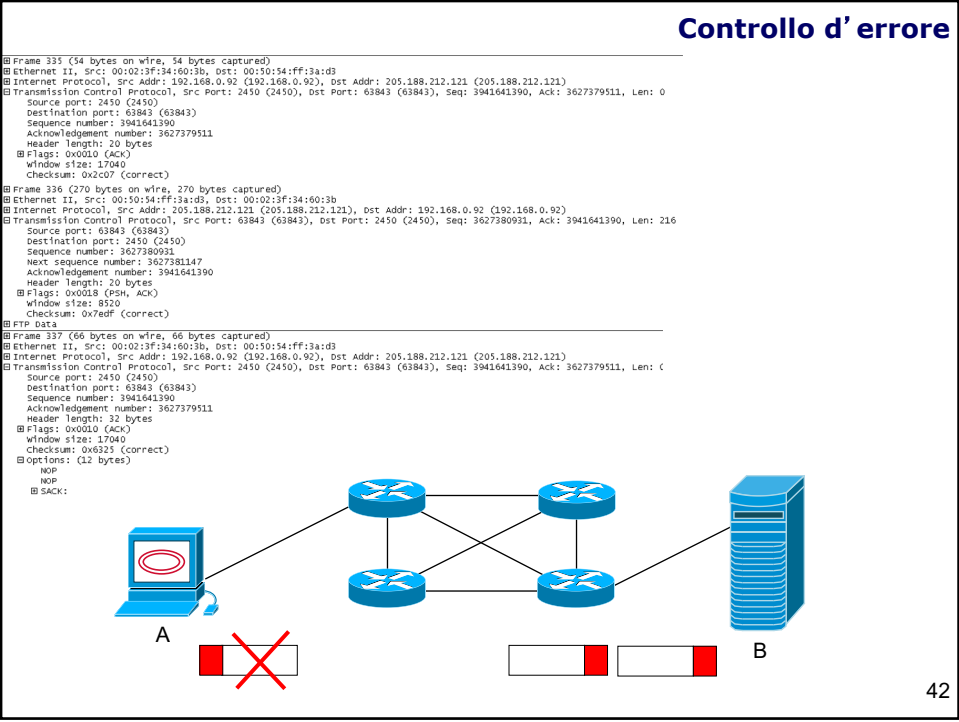 Controllo d'errore
Frame 335 (54 bytes on wire, 54 bytes captured)
Ethernet II, Src: 00:02:3f:34:60:3b, Dst: 00:50:54:ff:3a:d3
Internet Protocol, Src Addr: 192.168.0.92 (192.168.0.92), Dst Addr: 205.188.212.121 (205.188.212.121)
Transmission Control Protocol, Src Port: 2450 (2450), Dst Port: 63843 (63843), Seq: 3941641390, Ack: 3627379511, Len: 0
Source port: 2450 (2450)
Destination port: 63843 (63843)
Sequence number: 3941641390
Acknowledgement number: 3627379511
Header length: 20 bytes
Flags: 0x0010 (ACK)
Window size: 17040
Checksum: 0x2c07 (correct)
Frame 336 (270 bytes on wire, 270 bytes captured)
Ethernet II, Src: 00:50:54:ff:3a:d3, Dst: 00:02:3f:34:60:3b
Internet Protocol, Src Addr: 205.188.212.121 (205.188.212.121), Dst Addr: 192.168.0.92 (192.168.0.92)
Transmission Control Protocol, Src Port: 63843 (63843), Dst Port: 2450 (2450), Seq: 3627380931, Ack: 3941641390, Len: 216
Source port: 63843 (63843)
Destination port: 2450 (2450)
Sequence number: 3627380931
Next sequence number: 3627381147
Acknowledgement number: 3941641390
Header length: 20 bytes
Flags: 0x0018 (PSH, ACK)
Window size: 8520
Checksum: 0x7edf (correct)
FTP Data
Frame 337 (66 bytes on wire, 66 bytes captured)
Ethernet II, Src: 00:02:3f:34:60:3b, Dst: 00:50:54:ff:3a:d3
Internet Protocol, Src Addr: 192.168.0.92 (192.168.0.92), Dst Addr: 205.188.212.121 (205.188.212.121)
Transmission Control Protocol, Src Port: 2450 (2450), Dst Port: 63843 (63843), Seq: 3941641390, Ack: 3627379511, Len:
Source port: 2450 (2450)
Destination port: 63843 (63843)
Sequence number: 3941641390
Acknowledgement number: 3627379511
Header length: 32 bytes
Flags: 0x0010 (ACK)
Window size: 17040
Checksum: 0x6325 (correct)
Options: (12 bytes)
NOP
NOP
SACK:
A
B
42